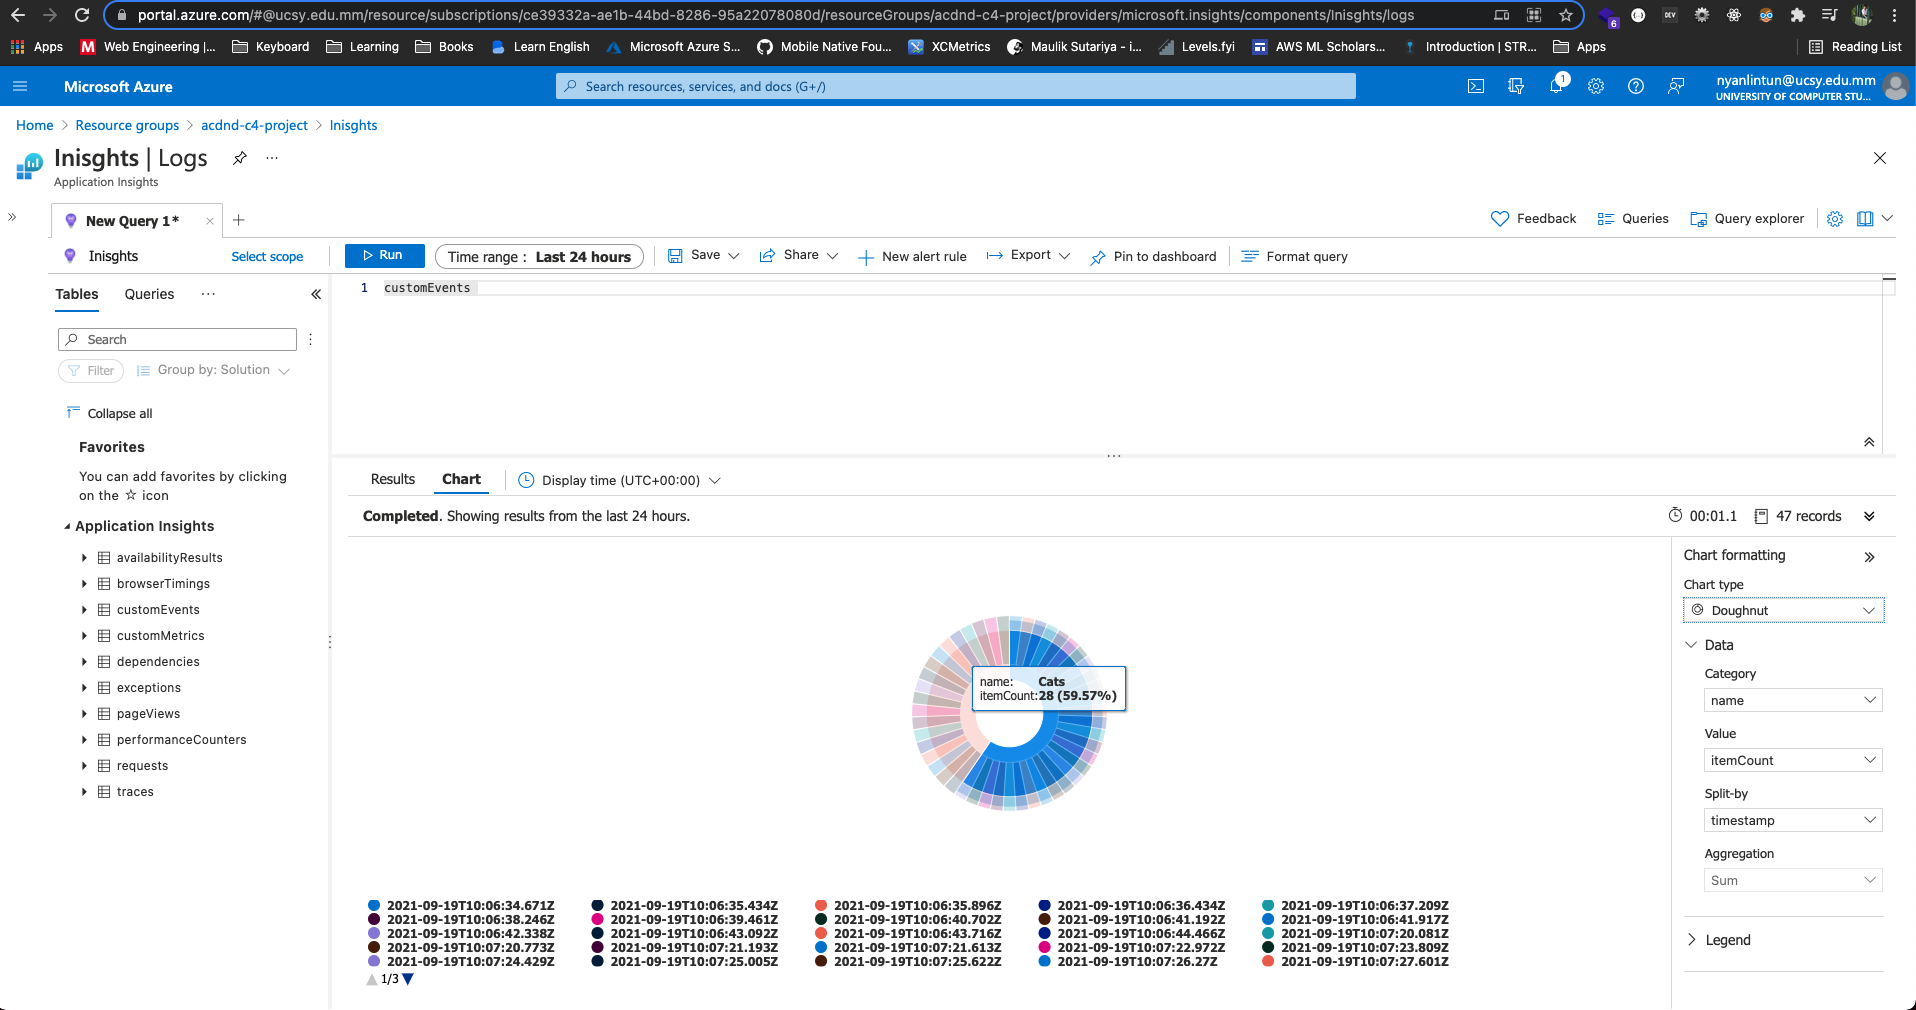 portal.azure.com/#@ucsy.edu.mm/resource/subscriptions/ce39332a-ae1b-44bd-8286-95a22078080d/resourceGroups/acdnd-c4-project/providers/microsoft.insights/components/Inisghts/logs
6
DEV
Apps
M Web Engineering |...
Keyboard
Learning
Books
Learn English
Microsoft Azure S...
Mobile Native Fou...
XCMetrics
Maulik Sutariya - i...
Levels.fyi
AWS ML Scholars...
Introduction | STR...
Apps
Reading List
Microsoft Azure
Search resources, services, and docs (G+/)
1
nyanlintun@ucsy.edu.mm
UNIVERSITY OF COMPUTER STU...
Home > Resource groups > acdnd-c4-project > Inisghts
Inisghts | Logs
Application Insights
New Query 1*
Feedback
Queries
Query explorer
Inisghts
Select scope
Run
Time range : Last 24 hours
Save
Share
New alert rule
Export
Pin to dashboard
Format query
Tables
Queries
1 customEvents
Search
Filter
Group by: Solution
Collapse all
Favorites
You can add favorites by clicking
on the ☆ icon
Application Insights
availabilityResults
browserTimings
customEvents
customMetrics
dependencies
exceptions
pageViews
performanceCounters
requests
traces
Results
Chart
Display time (UTC+00:00)
Completed. Showing results from the last 24 hours.
00:01.1
47 records
name: Cats
itemCount:28 (59.57%)
Chart formatting
Chart type
Doughnut
Data
Category
name
Value
itemCount
Split-by
timestamp
Aggregation
Sum
Legend
2021-09-19T10:06:34.671Z 2021-09-19T10:06:35.434Z 2021-09-19T10:06:35.896Z 2021-09-19T10:06:36.434Z 2021-09-19T10:06:37.209Z
2021-09-19T10:06:38.246Z 2021-09-19T10:06:39.461Z 2021-09-19T10:06:40.702Z 2021-09-19T10:06:41.192Z 2021-09-19T10:06:41.917Z
2021-09-19T10:06:42.338Z 2021-09-19T10:06:43.092Z 2021-09-19T10:06:43.716Z 2021-09-19T10:06:44.466Z 2021-09-19T10:07:20.081Z
2021-09-19T10:07:20.773Z 2021-09-19T10:07:21.193Z 2021-09-19T10:07:21.613Z 2021-09-19T10:07:22.972Z 2021-09-19T10:07:23.809Z
2021-09-19T10:07:24.429Z 2021-09-19T10:07:25.005Z 2021-09-19T10:07:25.622Z 2021-09-19T10:07:26.27Z 2021-09-19T10:07:27.601Z
1/3